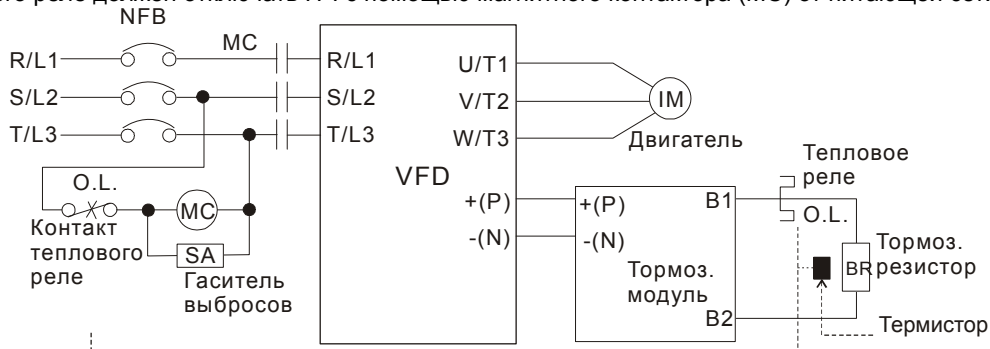 NFB
MC
R/L1
R/L1
U/T1
S/L2
S/L2
V/T2
IM
T/L3
T/L3
W/T3
Двигатель
VFD
Тепловое
реле
O.L.
O.L.
MC
+(P)
+(P)
B1
-(N)
-(N)
Контакт
теплового
реле
SA
Гаситель
выбросов
Тормоз.
модуль
BR
Тормоз.
резистор
B2
Термистор